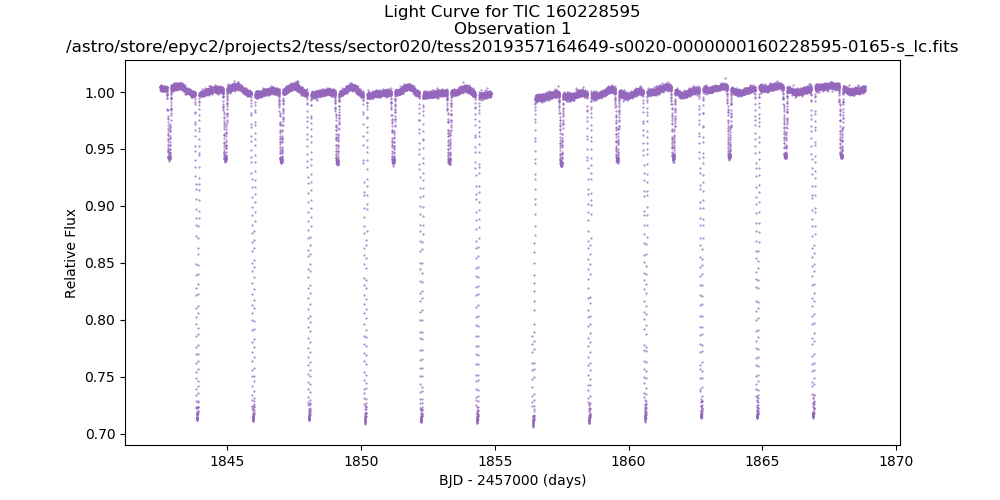 Light Curve for TIC 160228595
Observation 1
/astro/store/epyc2/projects2/tess/sector020/tess2019357164649-s0020-0000000160228595-0165-s_lc.fits
1.00
0.95
0.90
0.85
0.80
0.75
0.70
Relative Flux
1845
1850
1855
1860
1865
1870
BJD - 2457000 (days)